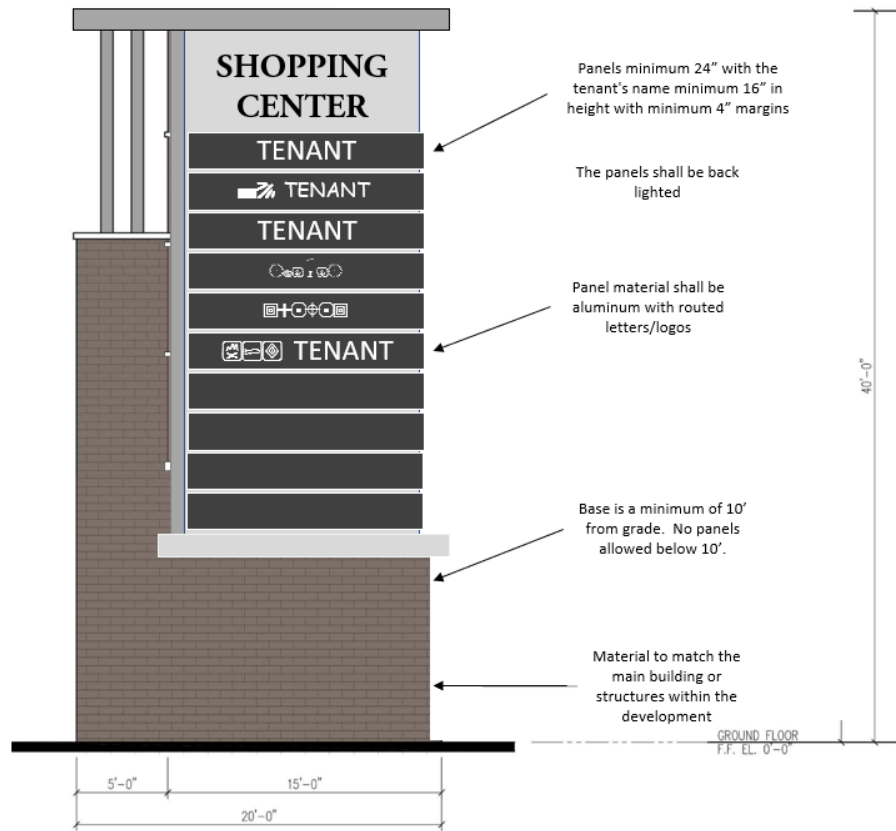 SHOPPING
CENTER
TENANT
TENANT
TENANT
TENANT
Panels minimum 24” with the
tenant's name minimum 16” in
height with minimum 4” margins
The panels shall be back
lighted
Panel material shall be
aluminum with routed
letters/logos
Base is a minimum of 10’
from grade.  No panels
allowed below 10’.
Material to match the
main building or
structures within the
development
40'-0"
GROUND FLOOR
F.F. EL. 0'-0"
5'-0"
15'-0"
20'-0"